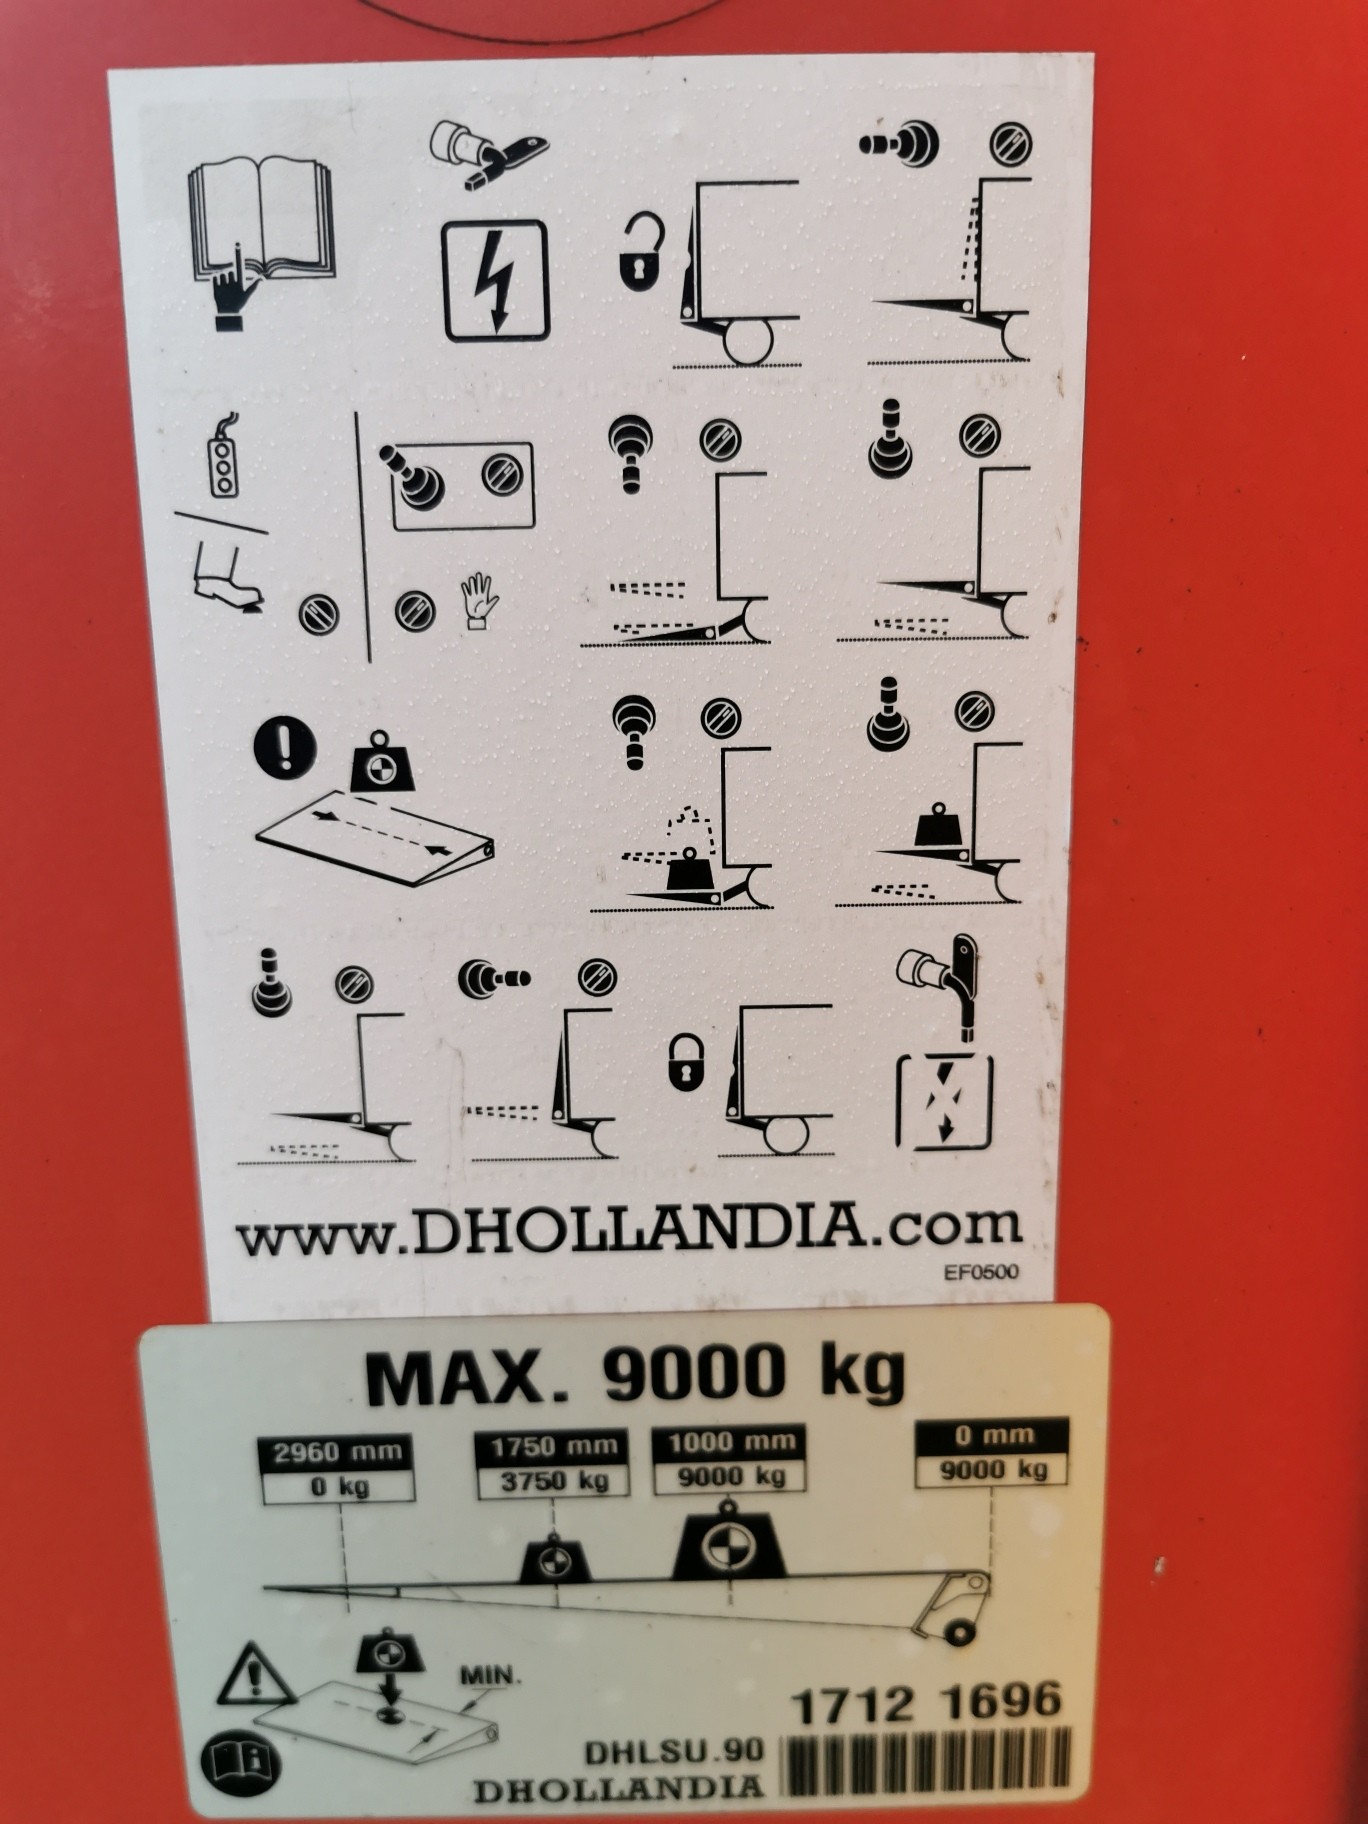 www.DHOLLANDIA.com
EF0500
MAX. 9000 kg
2960 mm
0 kg
1750 mm
3750 kg
1000 mm
9000 kg
0 mm
9000 kg
MIN.
1712 1696
DHLSU.90
DHOLLANDIA